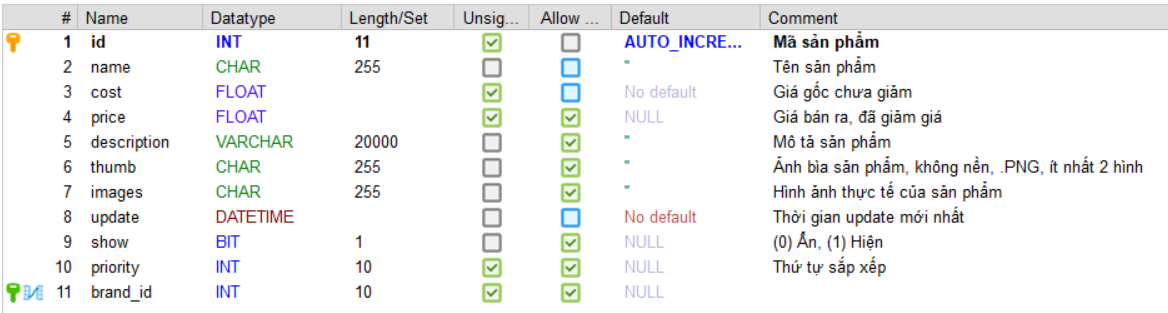 # Name Datatype Length/Set Unsig... Allow ... Default Comment
1 id INT 11 AUTO_INCRE... Mã sản phẩm
2 name CHAR 255 '' Tên sản phẩm
3 cost FLOAT No default Giá gốc chưa giảm
4 price FLOAT NULL Giá bán ra, đã giảm giá
5 description VARCHAR 20000 '' Mô tả sản phẩm
6 thumb CHAR 255 '' Ảnh bìa sản phẩm, không nền, .PNG, ít nhất 2 hình
7 images CHAR 255 '' Hình ảnh thực tế của sản phẩm
8 update DATETIME No default Thời gian update mới nhất
9 show BIT 1 NULL (0) Ẩn, (1) Hiện
10 priority INT 10 NULL Thứ tự sắp xếp
11 brand_id INT 10 NULL